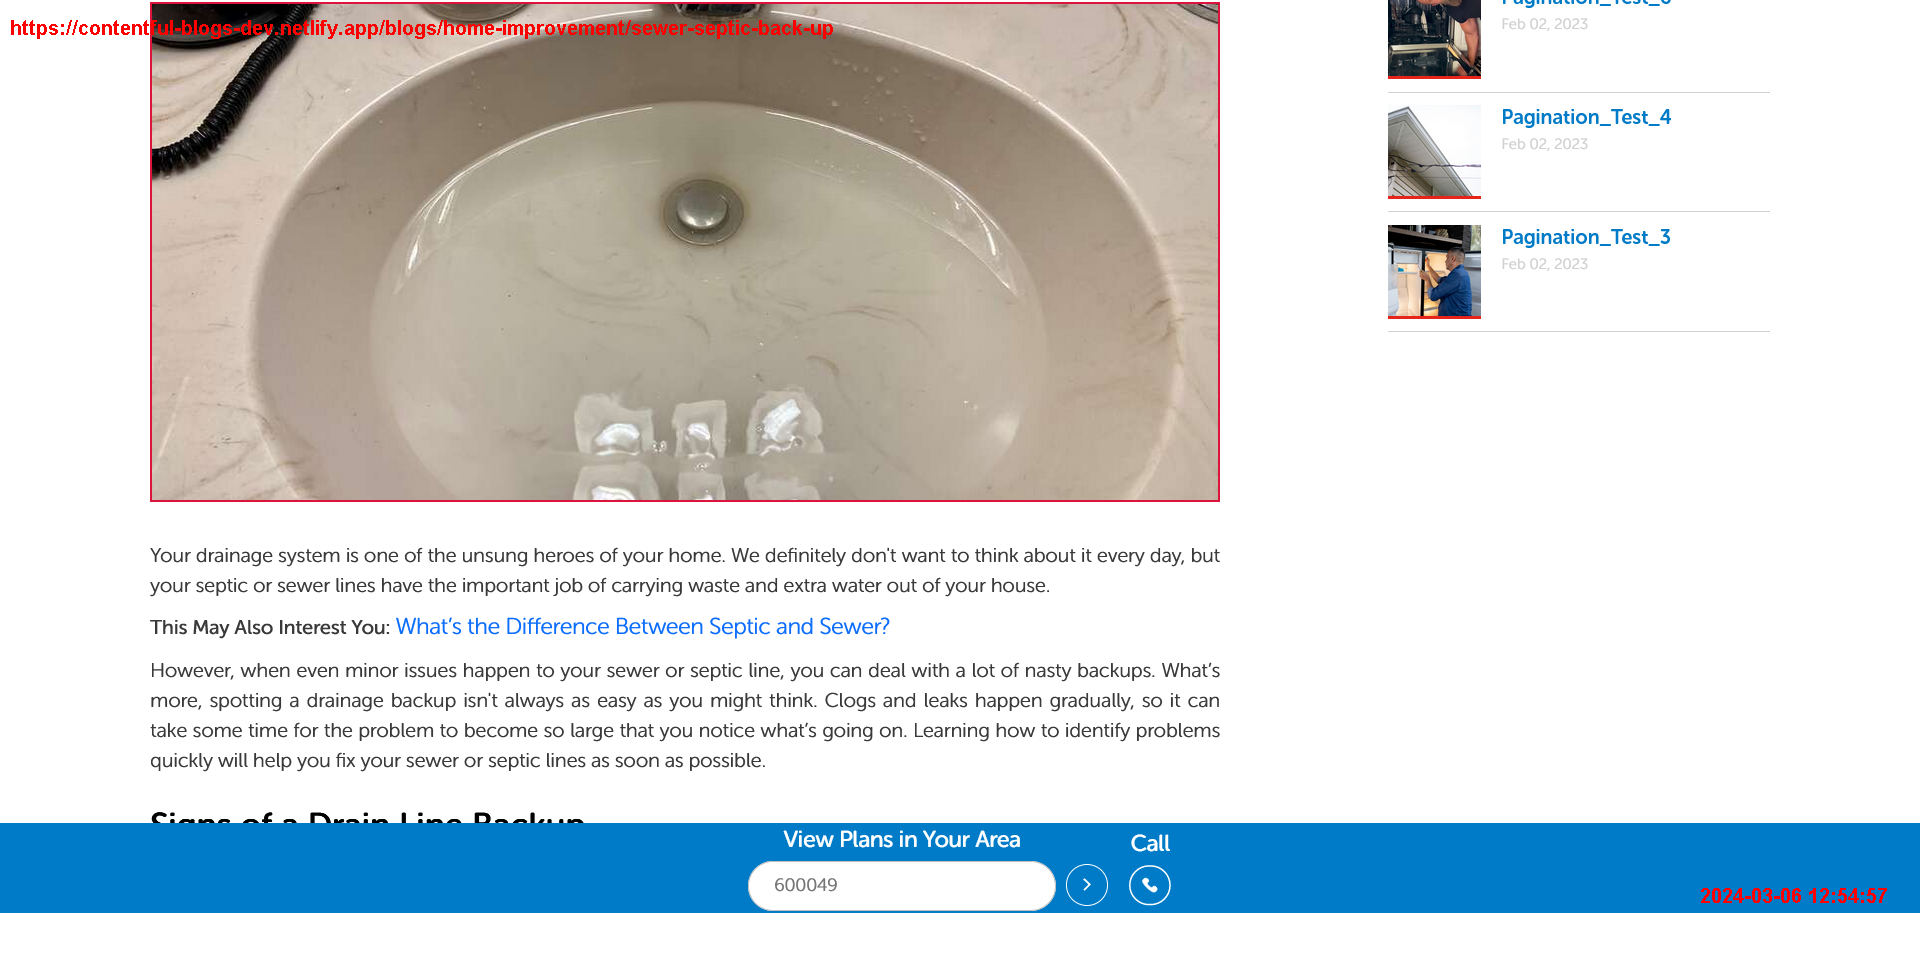 https://contentful-blogs-dev.netlify.app/blogs/home-improvement/sewer-septic-back-up
Feb 02, 2023
Pagination_Test_4
Feb 02, 2023
Pagination_Test_3
Feb 02, 2023
Your drainage system is one of the unsung heroes of your home. We definitely don't want to think about it every day, but
your septic or sewer lines have the important job of carrying waste and extra water out of your house.
This May Also Interest You: What’s the Difference Between Septic and Sewer?
However, when even minor issues happen to your sewer or septic line, you can deal with a lot of nasty backups. What’s
more, spotting a drainage backup isn't always as easy as you might think. Clogs and leaks happen gradually, so it can
take some time for the problem to become so large that you notice what’s going on. Learning how to identify problems
quickly will help you fix your sewer or septic lines as soon as possible.
Signs of a Drain Line Backup
View Plans in Your Area
Call
600049
2024-03-06 12:54:57